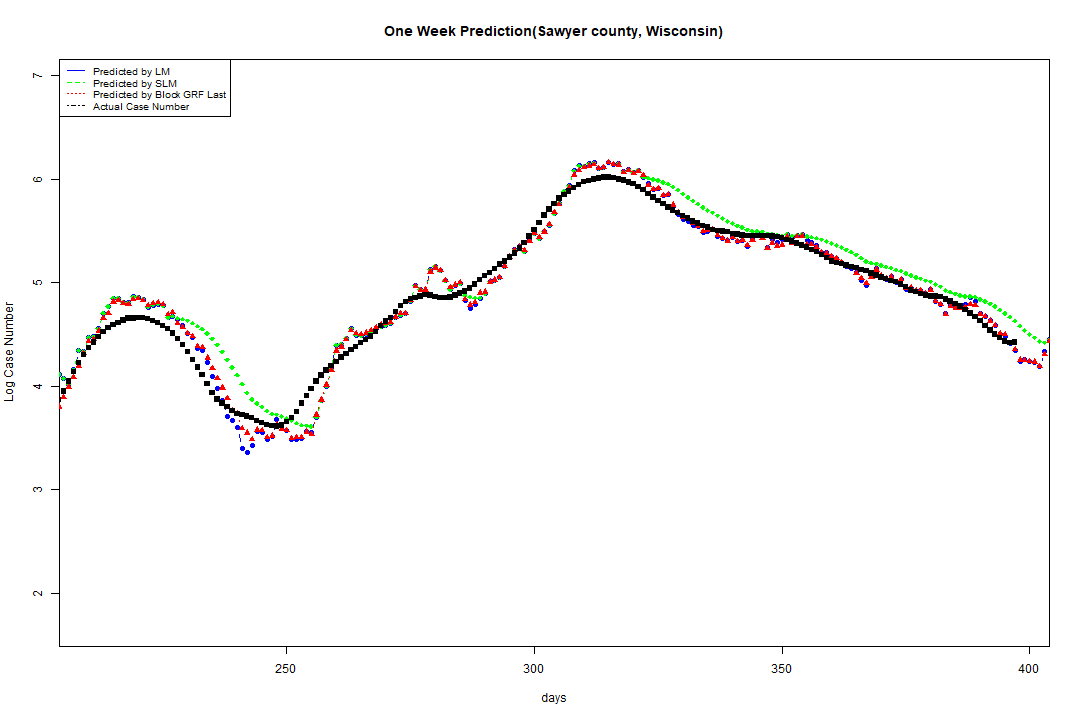 One Week Prediction(Sawyer county, Wisconsin)
Predicted by LM
Predicted by SLM
Predicted by Block GRF Last
Actual Case Number
7
6
5
4
3
2
Log Case Number
250 300 350 400
days